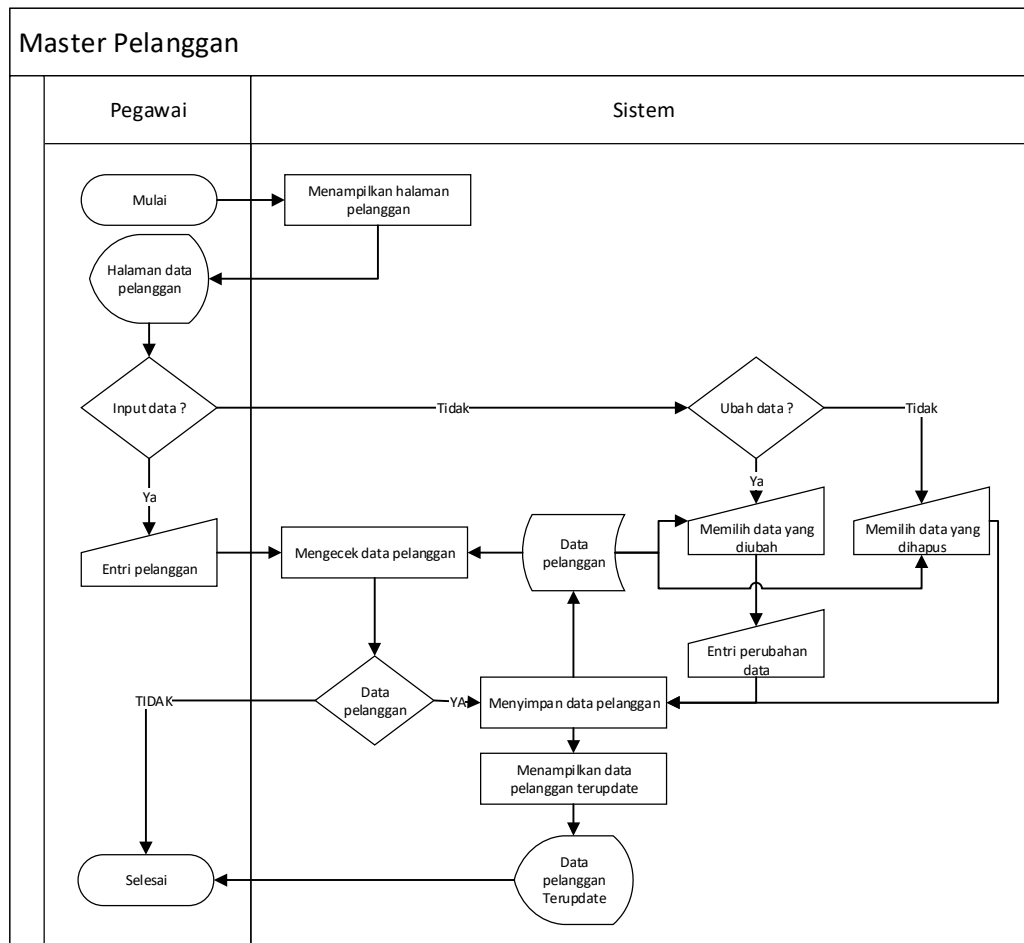 Master Pelanggan
Pegawai
Sistem
Mulai
Menampilkan halaman
pelanggan
Halaman data
pelanggan
Input data ?
Tidak
Ubah data ?
Tidak
Ya
Ya
Entri pelanggan
Mengecek data pelanggan
Data
pelanggan
Memilih data yang
diubah
Memilih data yang
dihapus
Entri perubahan
data
TIDAK
Data
pelanggan
YA
Menyimpan data pelanggan
Menampilkan data
pelanggan terupdate
Selesai
Data
pelanggan
Terupdate